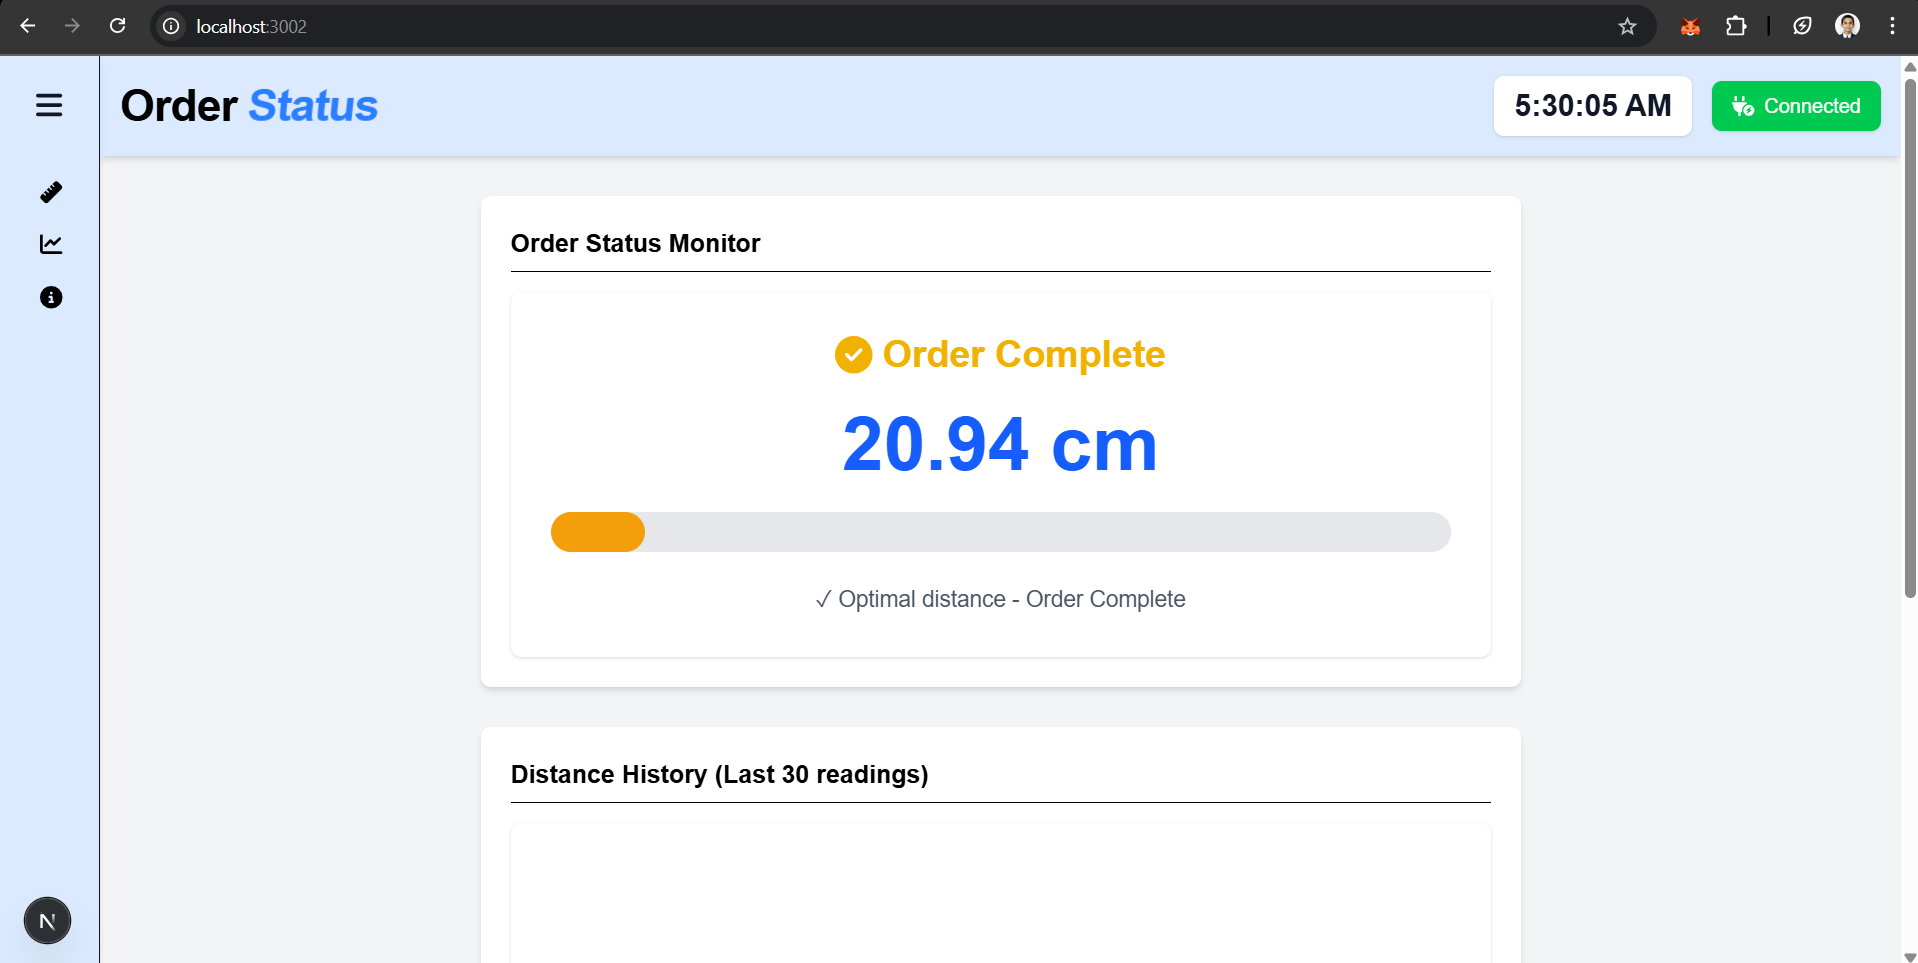 localhost:3002
Order Status
5:30:05 AM
Connected
Order Status Monitor
Order Complete
20.94 cm
✓ Optimal distance - Order Complete
Distance History (Last 30 readings)
N